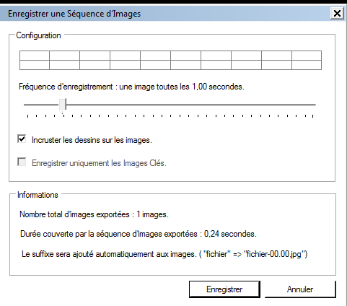 Enregistrer une Séquence d'Images
Configuration
Fréquence d'enregistrement : une image toutes les 1,00 secondes.
Incruster les dessins sur les images.
Enregistrer uniquement les Images Clés.
Informations
Nombre total d'images exportées : 1 images.
Durée couverte par la séquence d'Images exportées : 0,24 secondes.
Le suffixe sera ajouté automatiquement aux images. ( "fichier" => "fichier-00.00.jpg")
Enregistrer
Annuler